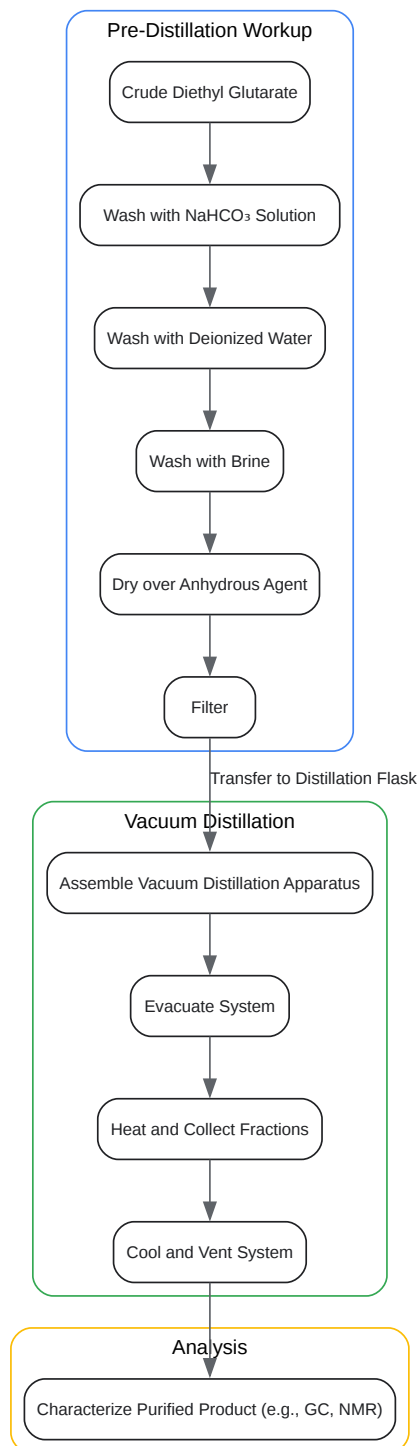 Pre-Distillation Workup
Crude Diethyl Glutarate
Wash with NaHCO₃ Solution
Wash with Deionized Water
Wash with Brine
Dry over Anhydrous Agent
Filter
Transfer to Distillation Flask
Vacuum Distillation
Assemble Vacuum Distillation Apparatus
Evacuate System
Heat and Collect Fractions
Cool and Vent System
Analysis
Characterize Purified Product (e.g., GC, NMR)